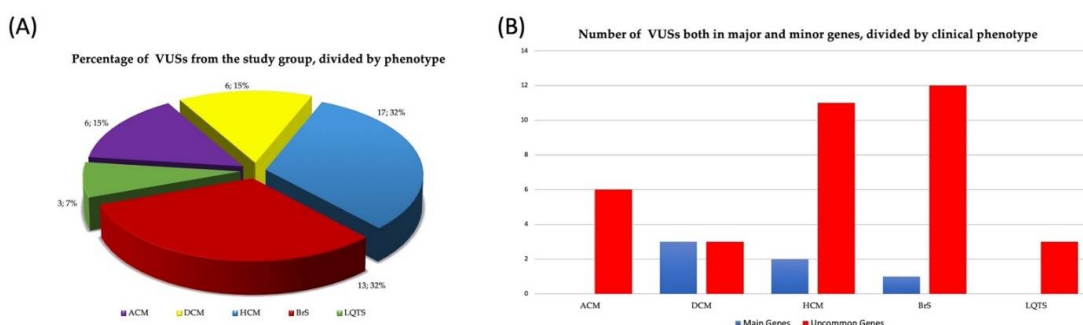 (A)
Percentage of VUSs from the study group, divided by phenotype
6; 15%
17; 32%
6; 15%
3; 7%
13; 32%
ACM DCM HCM BrS LQTS
(B)
Number of VUSs both in major and minor genes, divided by clinical phenotype
14
12
10
8
6
4
2
0
ACM DCM HCM BrS LQTS
Main Genes Uncommon Genes